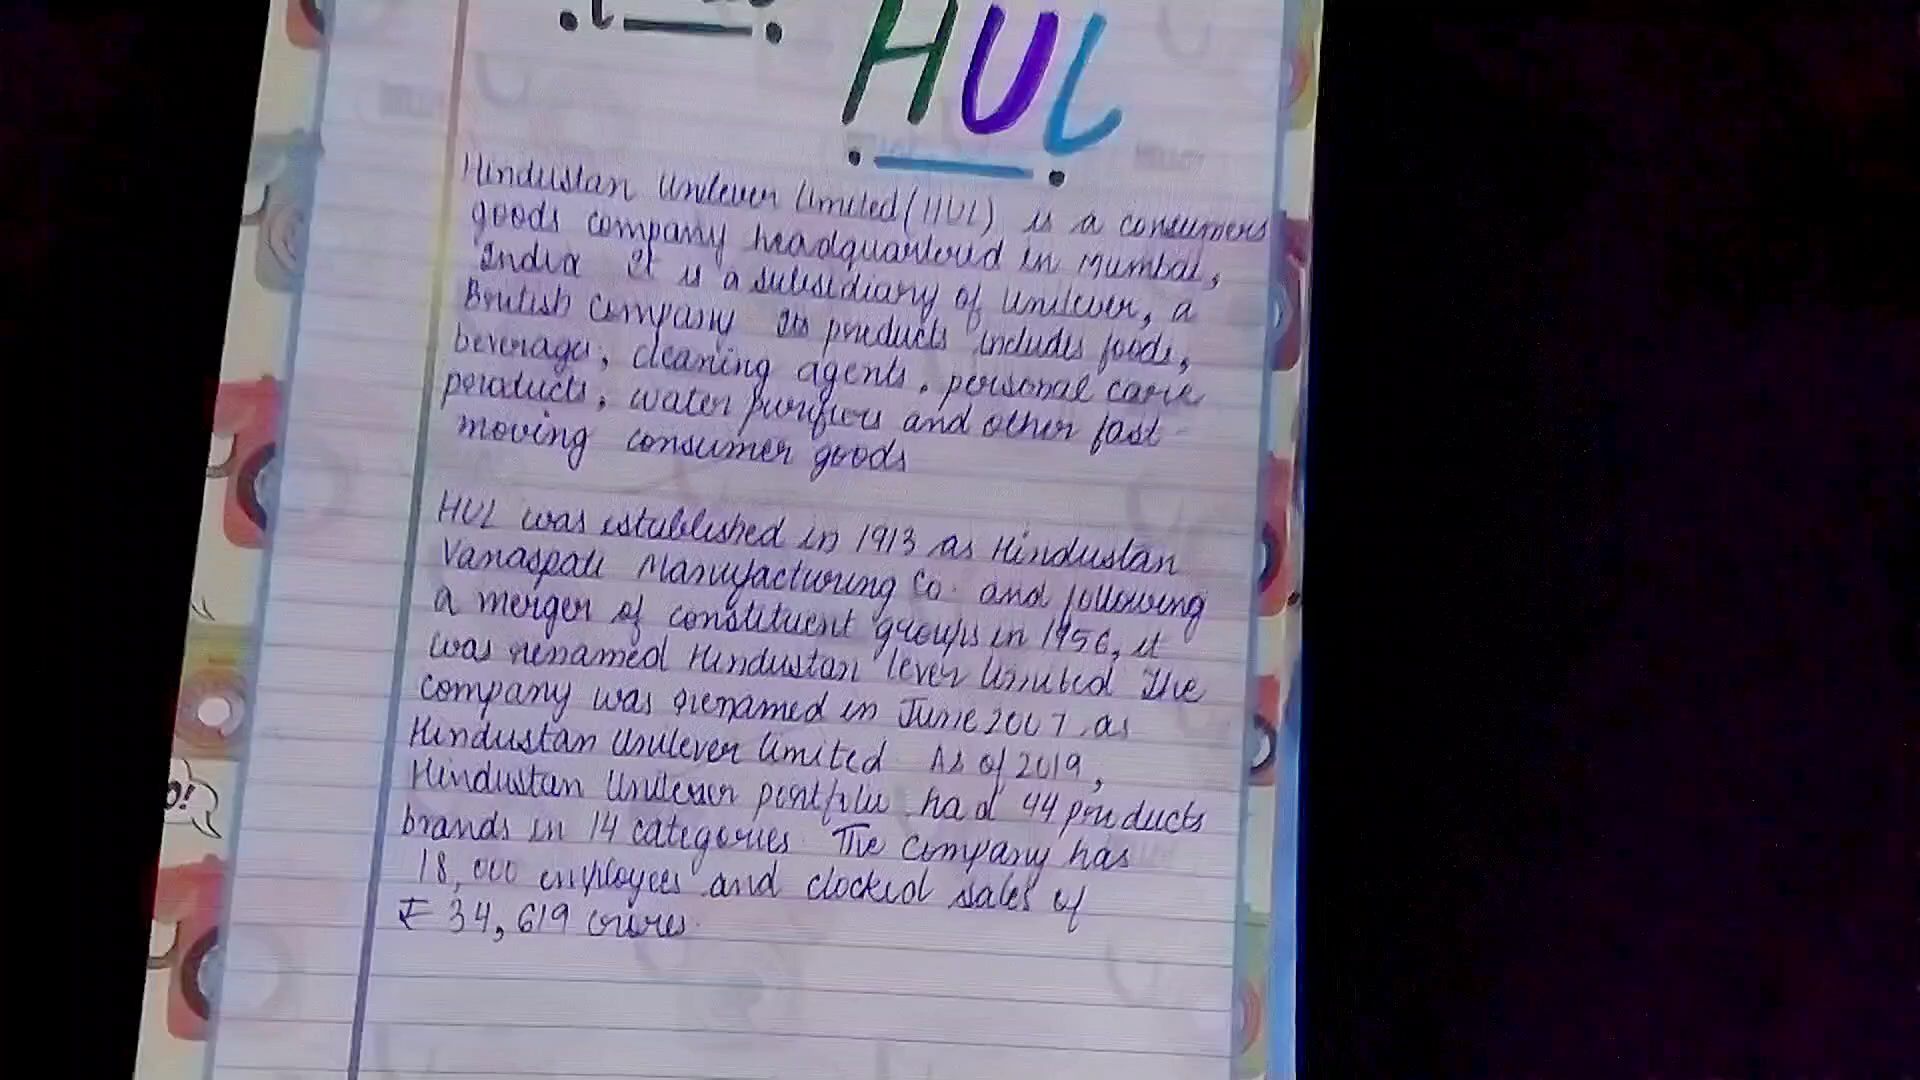 HUL
Hindustan Unilever Limited (HUL) is a consumers
goods company headquartered in Mumbai,
India It is a subsidiary of Unilever, a
British Company Its products includes foods,
beverages, cleaning agents, personal care
products, water purifiers and other fast-
moving consumer goods
HUL was established in 1913 as Hindustan
Vanaspati Manufacturing Co. and following
a merger of constituent groups in 1956, it
was renamed Hindustan lever limited The
company was renamed in June 2007 as
Hindustan Unilever limited As of 2019,
Hindustan Unilever portfolio had 44 products
brands in 14 categories. The Company has
18,000 employees and clocked sales of
₹ 34,619 crores.
O!